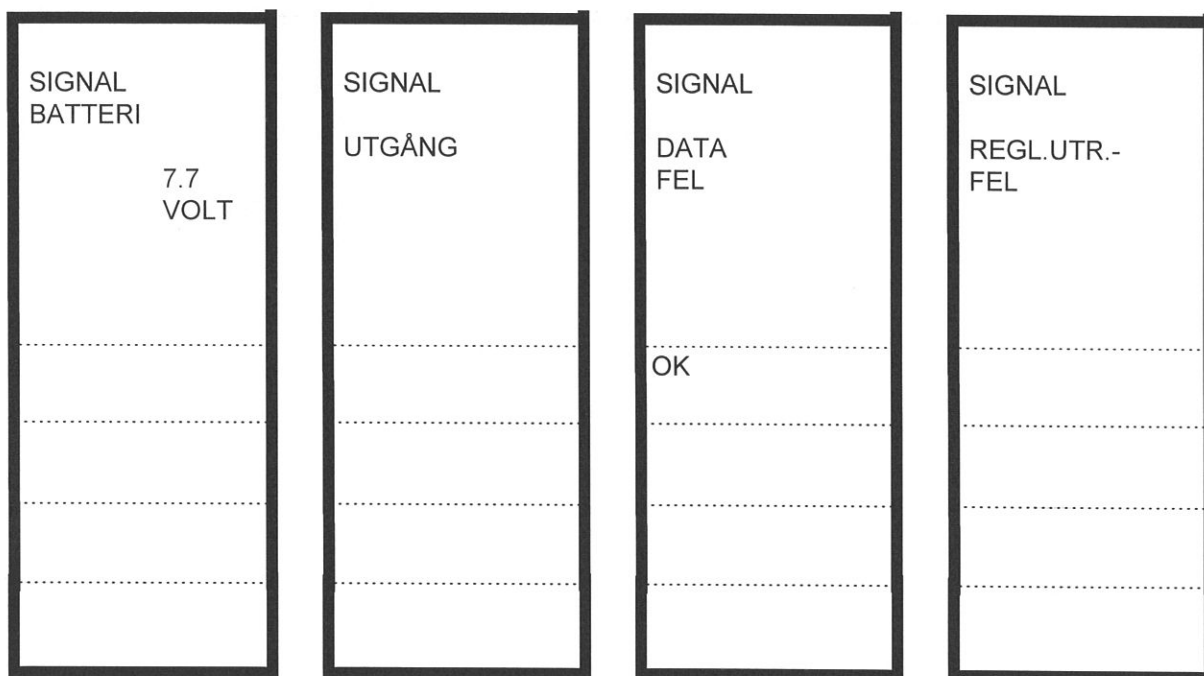 SIGNAL
BATTERI
7.7
VOLT
SIGNAL
UTGÅNG
SIGNAL
DATA
FEL
OK
SIGNAL
REGL.UTR.-
FEL